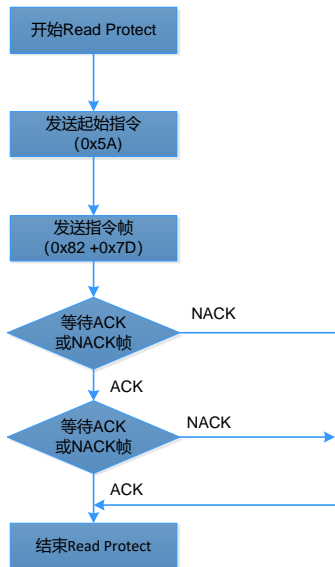 开始Read Protect
发送起始指令
(0x5A)
发送指令帧
(0x82 +0x7D)
等待ACK
或NACK帧
NACK
ACK
等待ACK
或NACK帧
NACK
ACK
结束Read Protect